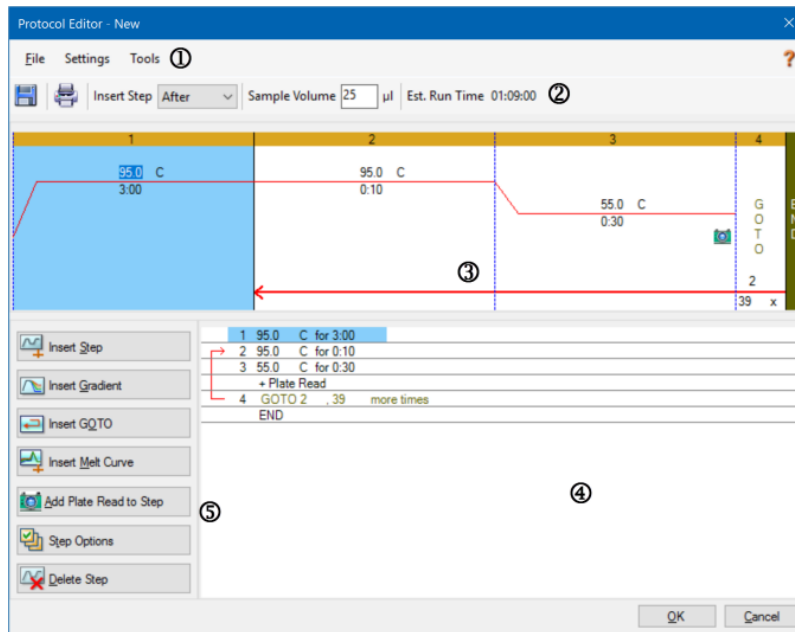 Protocol Editor - New
File Settings Tools ①
?
Insert Step After Sample Volume 25 µl Est. Run Time 01:09:00 ②
1 2 3 4
95.0 C 95.0 C
3:00 0:10
55.0 C
0:30
G
O
T
O
③
2
39 x
Insert Step
Insert Gradient
Insert GOTO
Insert Melt Curve
Add Plate Read to Step
Step Options
Delete Step
⑤
1 95.0 C for 3:00
2 95.0 C for 0:10
3 55.0 C for 0:30
+ Plate Read
4 GOTO 2 , 39 more times
END
④
OK Cancel